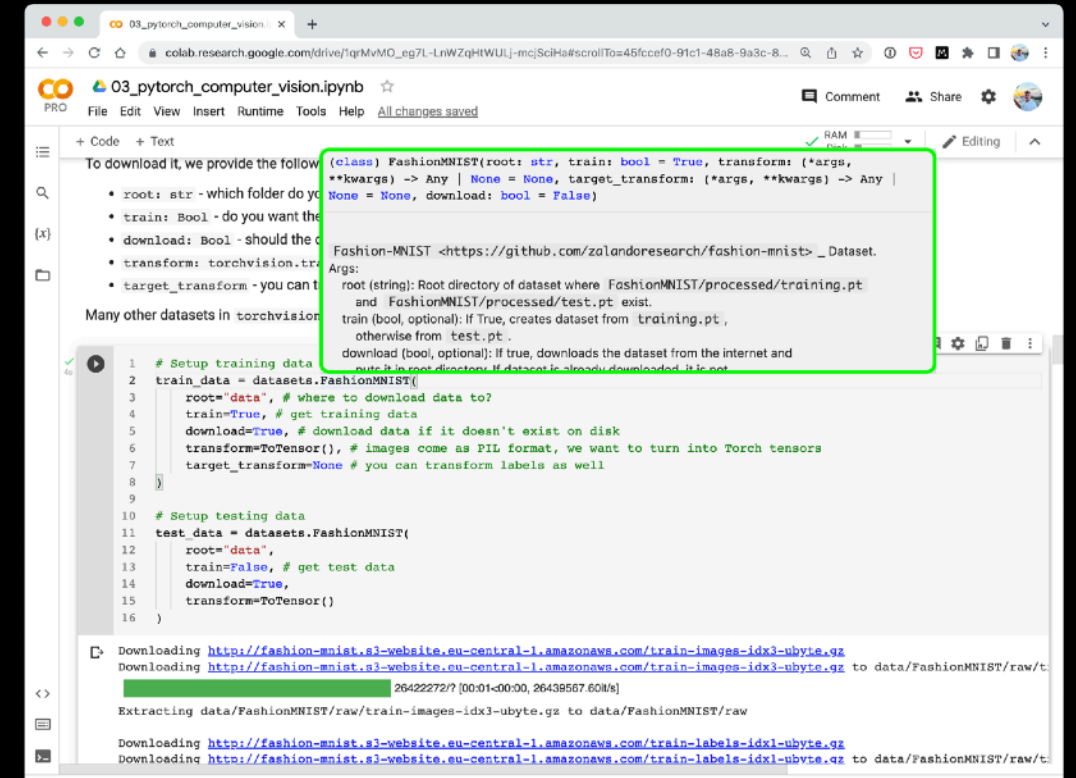 03_pytorch_computer_vision.i
colab.research.google.com/drive/1qrMvMO_eg7L-LnWZqHtWULj-mcjSciHa#scrollTo=45fccef0-91c1-48a8-9a3c-8...
PRO
03_pytorch_computer_vision.ipynb
File Edit View Insert Runtime Tools Help All changes saved
Comment
Share
+ Code + Text
RAM
Disk
Editing
To download it, we provide the follow
root: str - which folder do yo
train: Bool - do you want the
download: Bool - should the d
transform: torchvision.tra
target_transform - you can t
Many other datasets in torchvision
(class) FashionMNIST(root: str, train: bool = True, transform: (*args,
**kwargs) -> Any | None = None, target_transform: (*args, **kwargs) -> Any |
None = None, download: bool = False)
Fashion-MNIST <https://github.com/zalandoresearch/fashion-mnist> _ Dataset.
Args:
root (string): Root directory of dataset where FashionMNIST/processed/training.pt
and FashionMNIST/processed/test.pt exist.
train (bool, optional): If True, creates dataset from training.pt ,
otherwise from test.pt .
download (bool, optional): If true, downloads the dataset from the internet and
puts it in root directory. If dataset is already downloaded, it is not
4s
1 # Setup training data
2 train_data = datasets.FashionMNIST(
3 root="data", # where to download data to?
4 train=True, # get training data
5 download=True, # download data if it doesn't exist on disk
6 transform=ToTensor(), # images come as PIL format, we want to turn into Torch tensors
7 target_transform=None # you can transform labels as well
8 )
9
10 # Setup testing data
11 test_data = datasets.FashionMNIST(
12 root="data",
13 train=False, # get test data
14 download=True,
15 transform=ToTensor()
16 )
Downloading http://fashion-mnist.s3-website.eu-central-1.amazonaws.com/train-images-idx3-ubyte.gz
Downloading http://fashion-mnist.s3-website.eu-central-1.amazonaws.com/train-images-idx3-ubyte.gz to data/FashionMNIST/raw/t
26422272/? [00:01<00:00, 26439567.60it/s]
Extracting data/FashionMNIST/raw/train-images-idx3-ubyte.gz to data/FashionMNIST/raw
Downloading http://fashion-mnist.s3-website.eu-central-1.amazonaws.com/train-labels-idx1-ubyte.gz
Downloading http://fashion-mnist.s3-website.eu-central-1.amazonaws.com/train-labels-idx1-ubyte.gz to data/FashionMNIST/raw/t